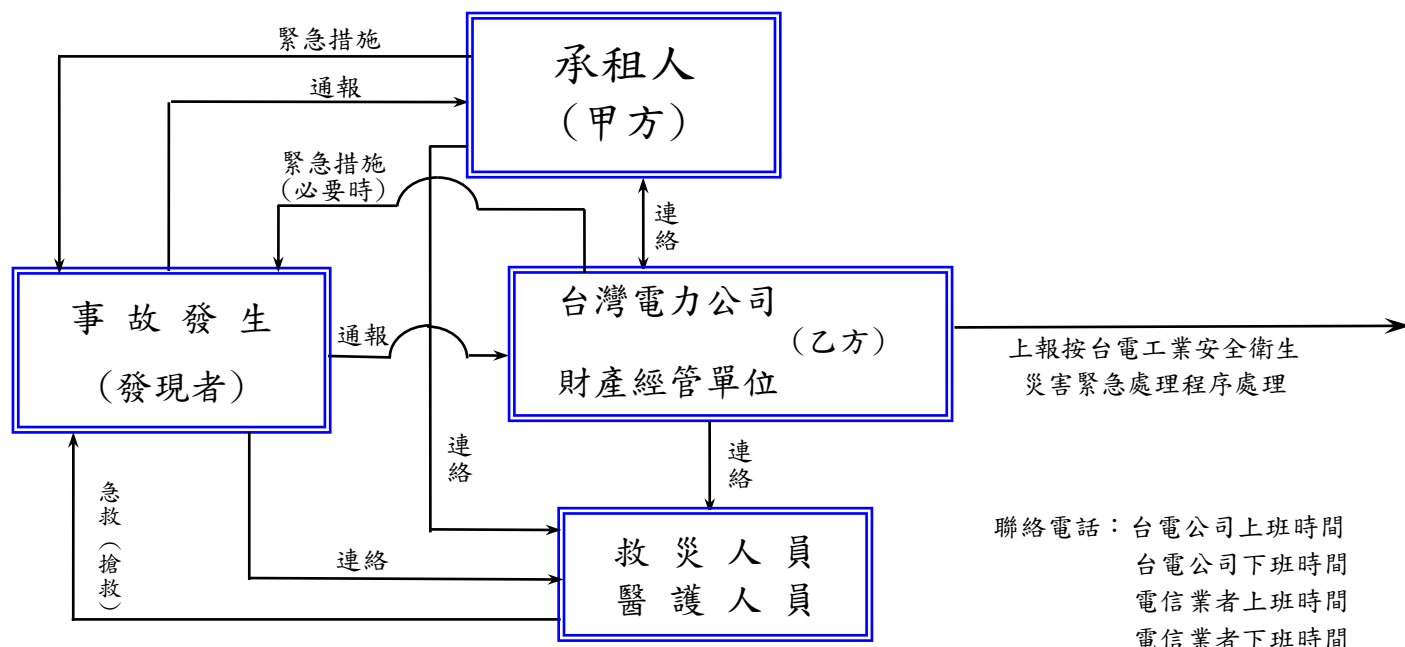 緊急措施
承租人
(甲方)
通報
緊急措施
(必要時)
連絡
事故發生
(發現者)
通報
台灣電力公司
(乙方)
財產經管單位
上報按台電工業安全衛生
災害緊急處理程序處理
連絡
連絡
急救(搶救)
連絡
救災人員
醫護人員
聯絡電話:台電公司上班時間
台電公司下班時間
電信業者上班時間
電信業者下班時間